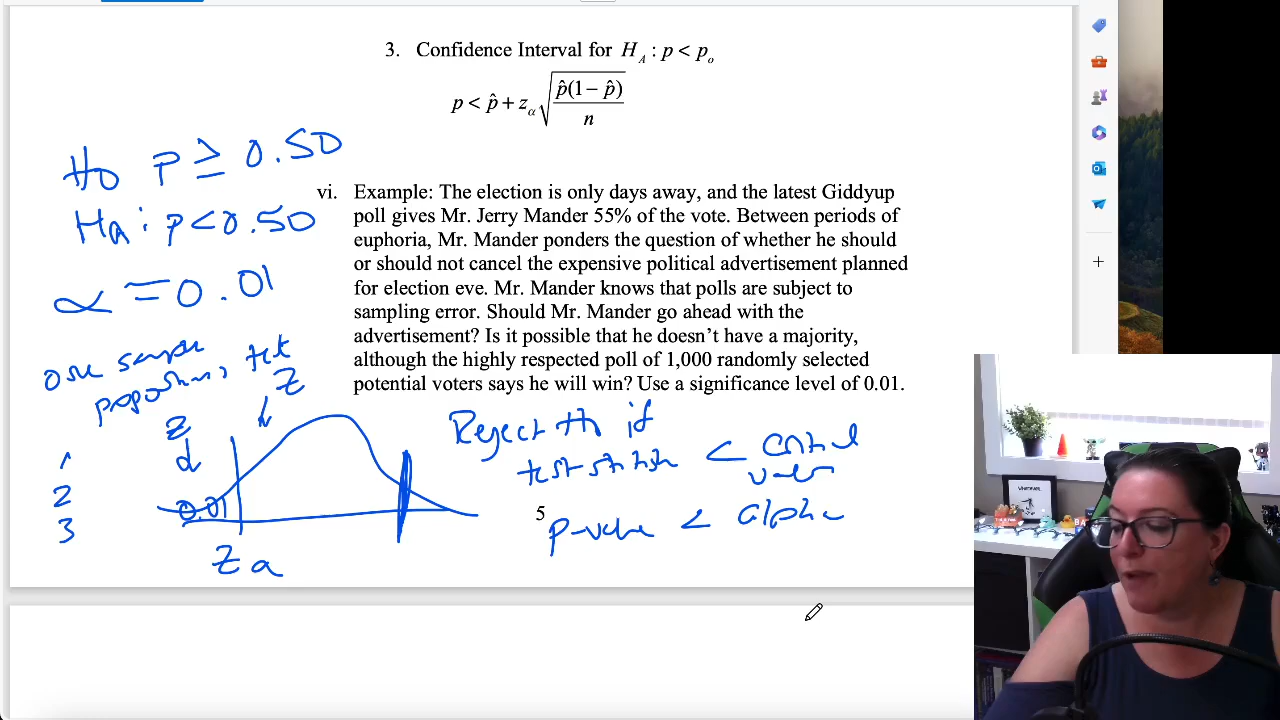 3. Confidence Interval for H_A : p < p_o
p < p̂ + z_α √(p̂(1− p̂)/n)
Ho P ≥ 0.50
Ha : P < 0.50
α = 0.01
vi. Example: The election is only days away, and the latest Giddyup
poll gives Mr. Jerry Mander 55% of the vote. Between periods of
euphoria, Mr. Mander ponders the question of whether he should
or should not cancel the expensive political advertisement planned
for election eve. Mr. Mander knows that polls are subject to
sampling error. Should Mr. Mander go ahead with the
advertisement? Is it possible that he doesn't have a majority,
although the highly respected poll of 1,000 randomly selected
potential voters says he will win? Use a significance level of 0.01.
one sample
proportion, test
Z
Z
1
2
3
0.01
Z a
Reject Ho if
test statistic < critical
value
p-value < alpha
5